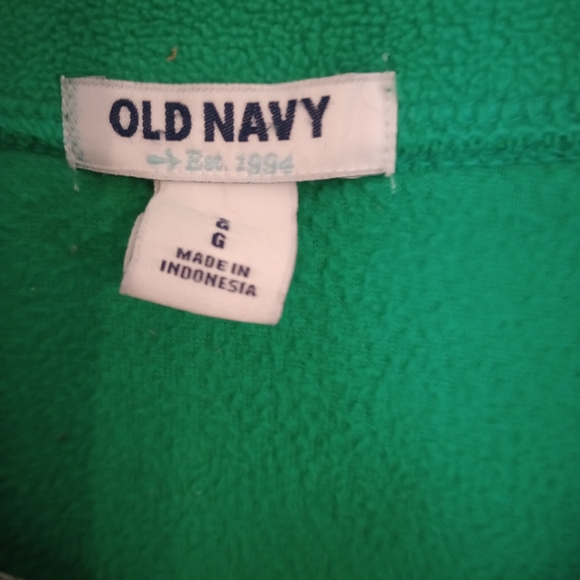 OLD NAVY
Est. 1994
G
MADE IN
INDONESIA